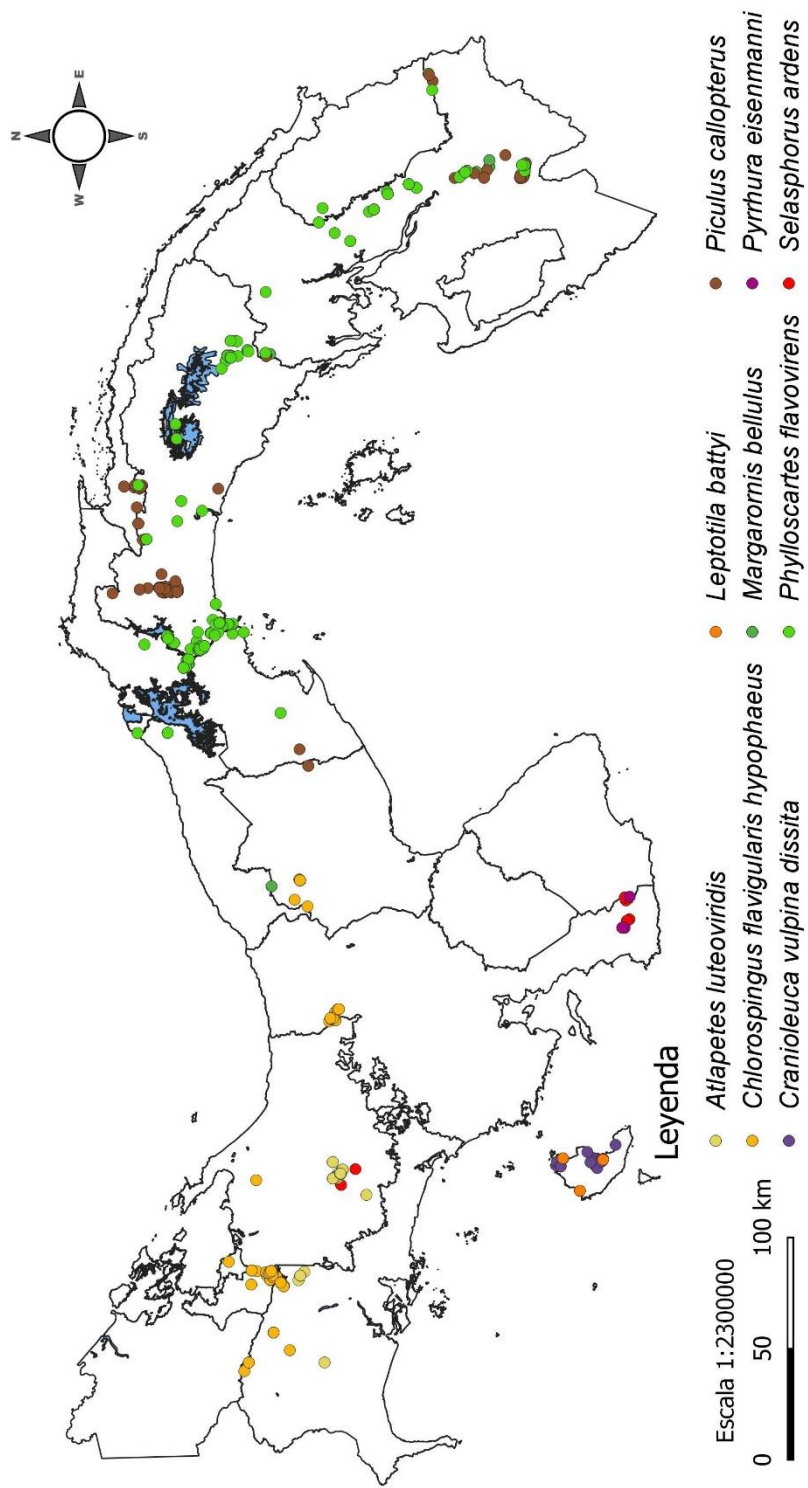 N
W E
S
Leyenda
Escala 1:2300000
0 50 100 km
Atlapetes luteoviridis
Chlorospingus flavigularis hypophaeus
Cranioleuca vulpina dissita
Leptotila battyi
Margarornis bellulus
Phylloscartes flavovirens
Piculus callopterus
Pyrrhura eisenmanni
Selasphorus ardens